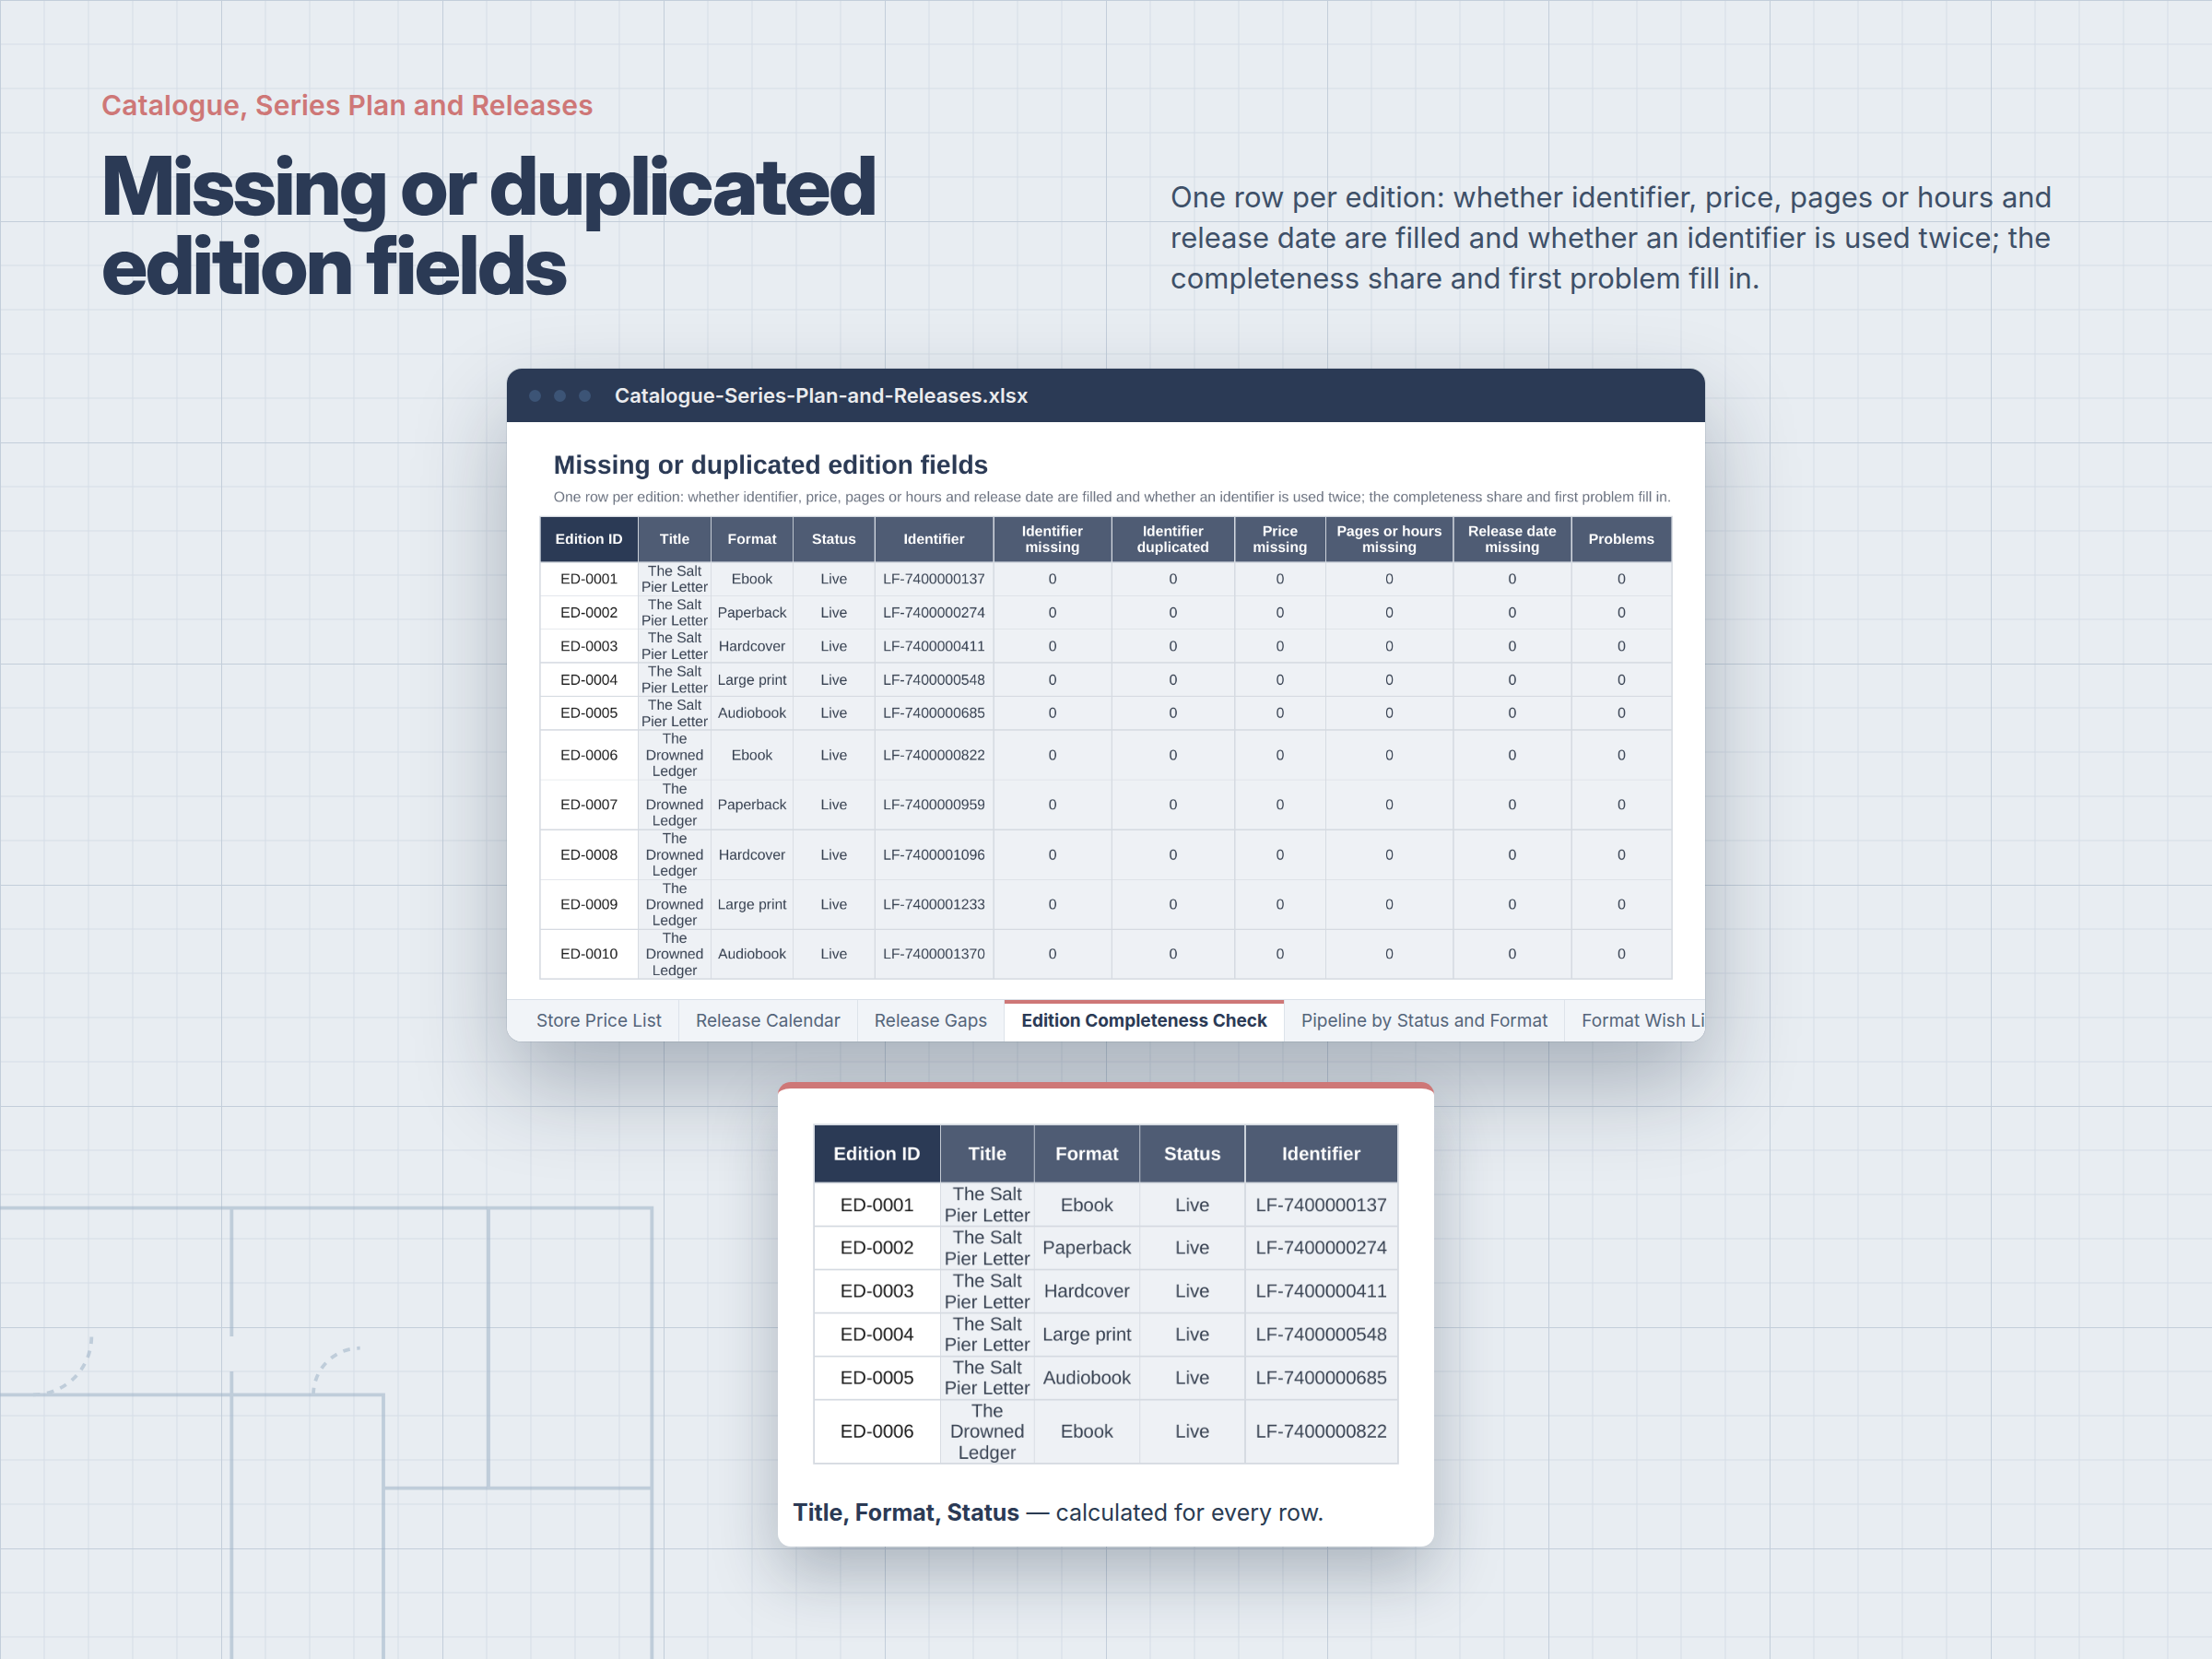 Catalogue, Series Plan and Releases
Missing or duplicated
edition fields
One row per edition: whether identifier, price, pages or hours and
release date are filled and whether an identifier is used twice; the
completeness share and first problem fill in.
Catalogue-Series-Plan-and-Releases.xlsx
Missing or duplicated edition fields
One row per edition: whether identifier, price, pages or hours and release date are filled and whether an identifier is used twice; the completeness share and first problem fill in.
Edition ID Title Format Status Identifier Identifier missing Identifier duplicated Price missing Pages or hours missing Release date missing Problems
ED-0001 The Salt Pier Letter Ebook Live LF-7400000137 0 0 0 0 0 0
ED-0002 The Salt Pier Letter Paperback Live LF-7400000274 0 0 0 0 0 0
ED-0003 The Salt Pier Letter Hardcover Live LF-7400000411 0 0 0 0 0 0
ED-0004 The Salt Pier Letter Large print Live LF-7400000548 0 0 0 0 0 0
ED-0005 The Salt Pier Letter Audiobook Live LF-7400000685 0 0 0 0 0 0
ED-0006 The Drowned Ledger Ebook Live LF-7400000822 0 0 0 0 0 0
ED-0007 The Drowned Ledger Paperback Live LF-7400000959 0 0 0 0 0 0
ED-0008 The Drowned Ledger Hardcover Live LF-7400001096 0 0 0 0 0 0
ED-0009 The Drowned Ledger Large print Live LF-7400001233 0 0 0 0 0 0
ED-0010 The Drowned Ledger Audiobook Live LF-7400001370 0 0 0 0 0 0
Store Price List Release Calendar Release Gaps Edition Completeness Check Pipeline by Status and Format Format Wish Li
Edition ID Title Format Status Identifier
ED-0001 The Salt Pier Letter Ebook Live LF-7400000137
ED-0002 The Salt Pier Letter Paperback Live LF-7400000274
ED-0003 The Salt Pier Letter Hardcover Live LF-7400000411
ED-0004 The Salt Pier Letter Large print Live LF-7400000548
ED-0005 The Salt Pier Letter Audiobook Live LF-7400000685
ED-0006 The Drowned Ledger Ebook Live LF-7400000822
Title, Format, Status — calculated for every row.